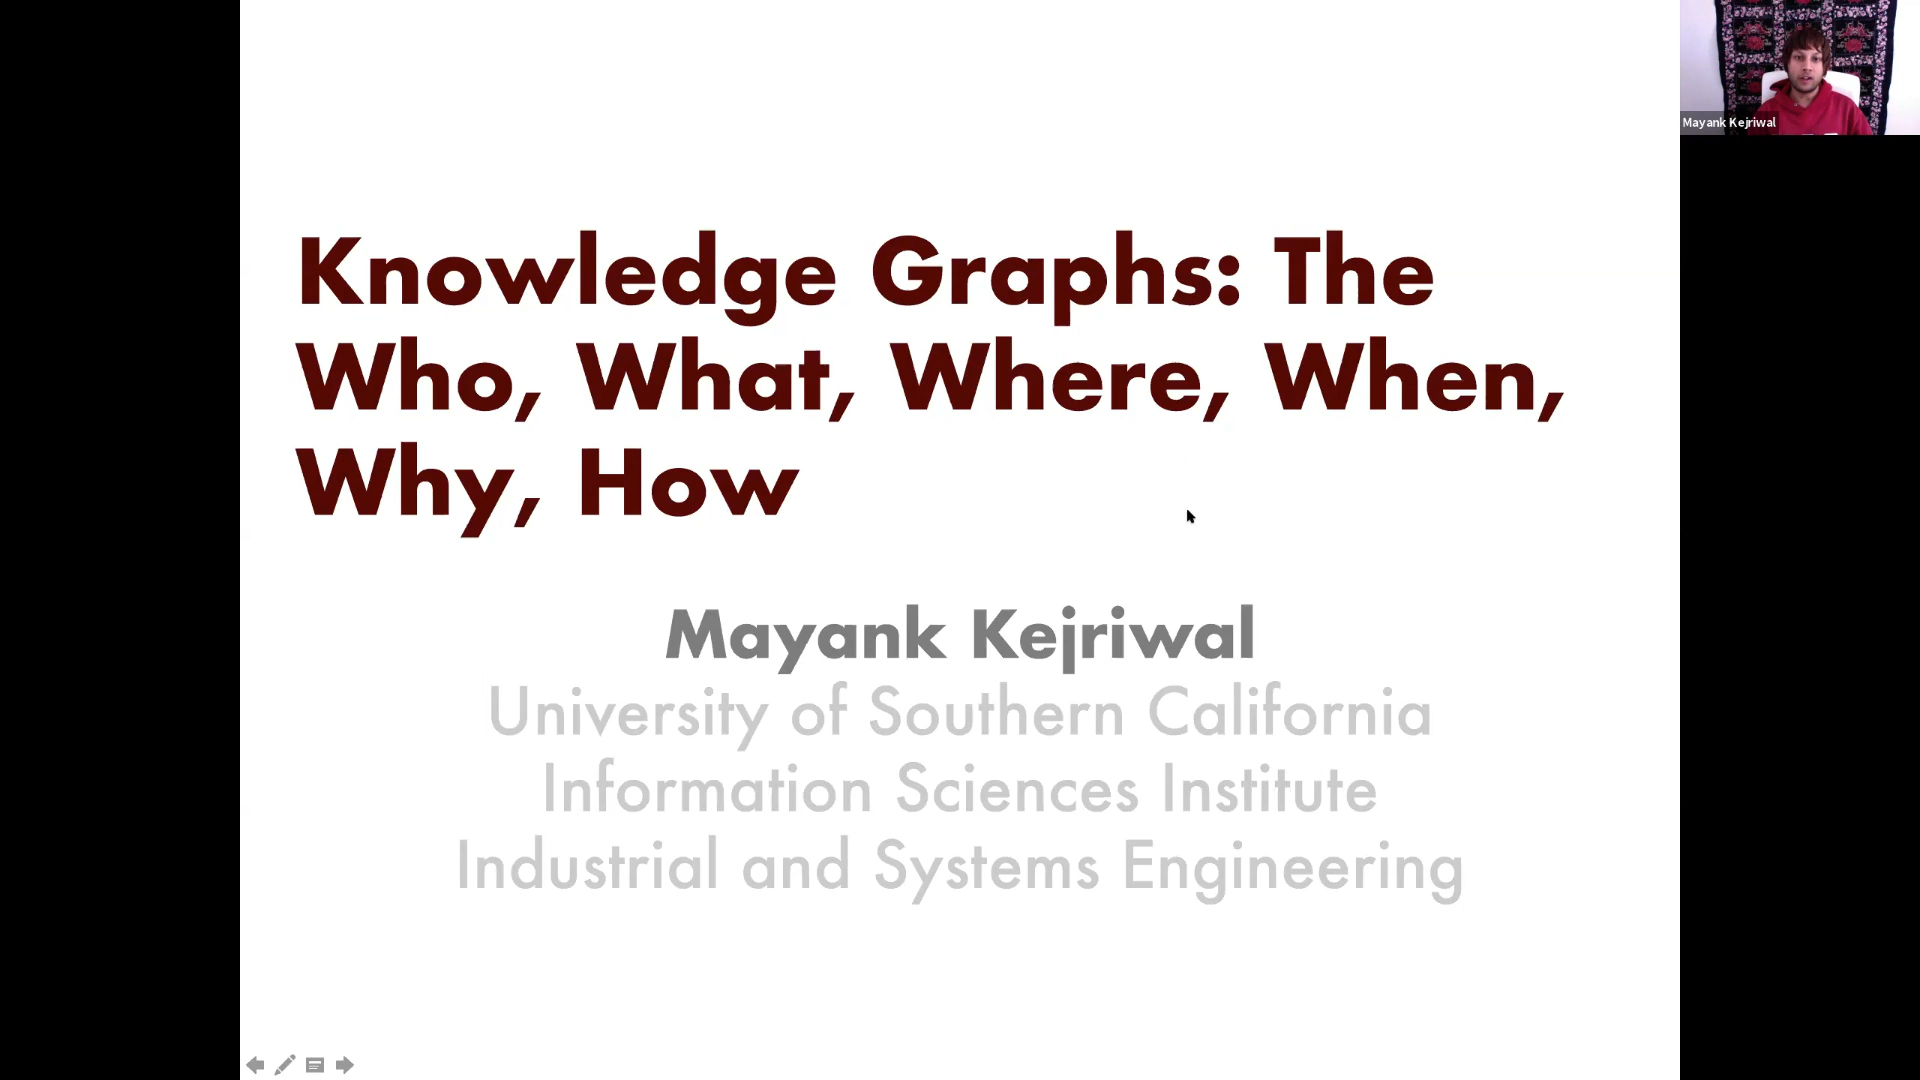 Knowledge Graphs: The
Who, What, Where, When,
Why, How
Mayank Kejriwal
University of Southern California
Information Sciences Institute
Industrial and Systems Engineering
Mayank Kejriwal